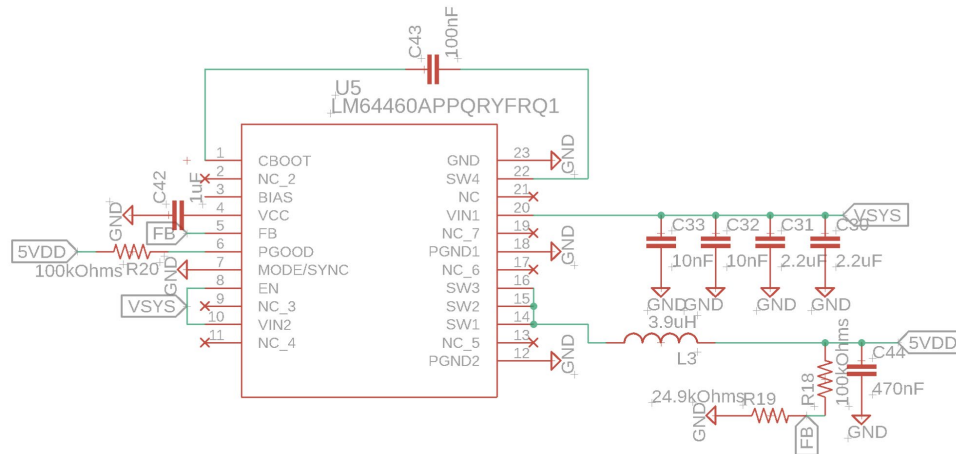 C43
100nF
U5
LM64460APPQRYFRQ1
1 CBOOT GND 23 GND
2 NC_2 SW4 22
3 BIAS NC 21
4 VCC VIN1 20 VSYS
5 FB NC_7 19
6 PGOOD PGND1 18 GND
7 MODE/SYNC NC_6 17
8 EN SW3 16
9 NC_3 SW2 15
10 VIN2 SW1 14
11 NC_4 NC_5 13
PGND2 12 GND
C42
1uF
GND
FB
5VDD
100kOhms R20
GND
VSYS
C33 C32 C31 C30
10nF 10nF 2.2uF 2.2uF
GND GND GND GND
3.9uH
L3
5VDD
R18
100kOhms
C44
470nF
GND
24.9kOhms R19
GND
FB